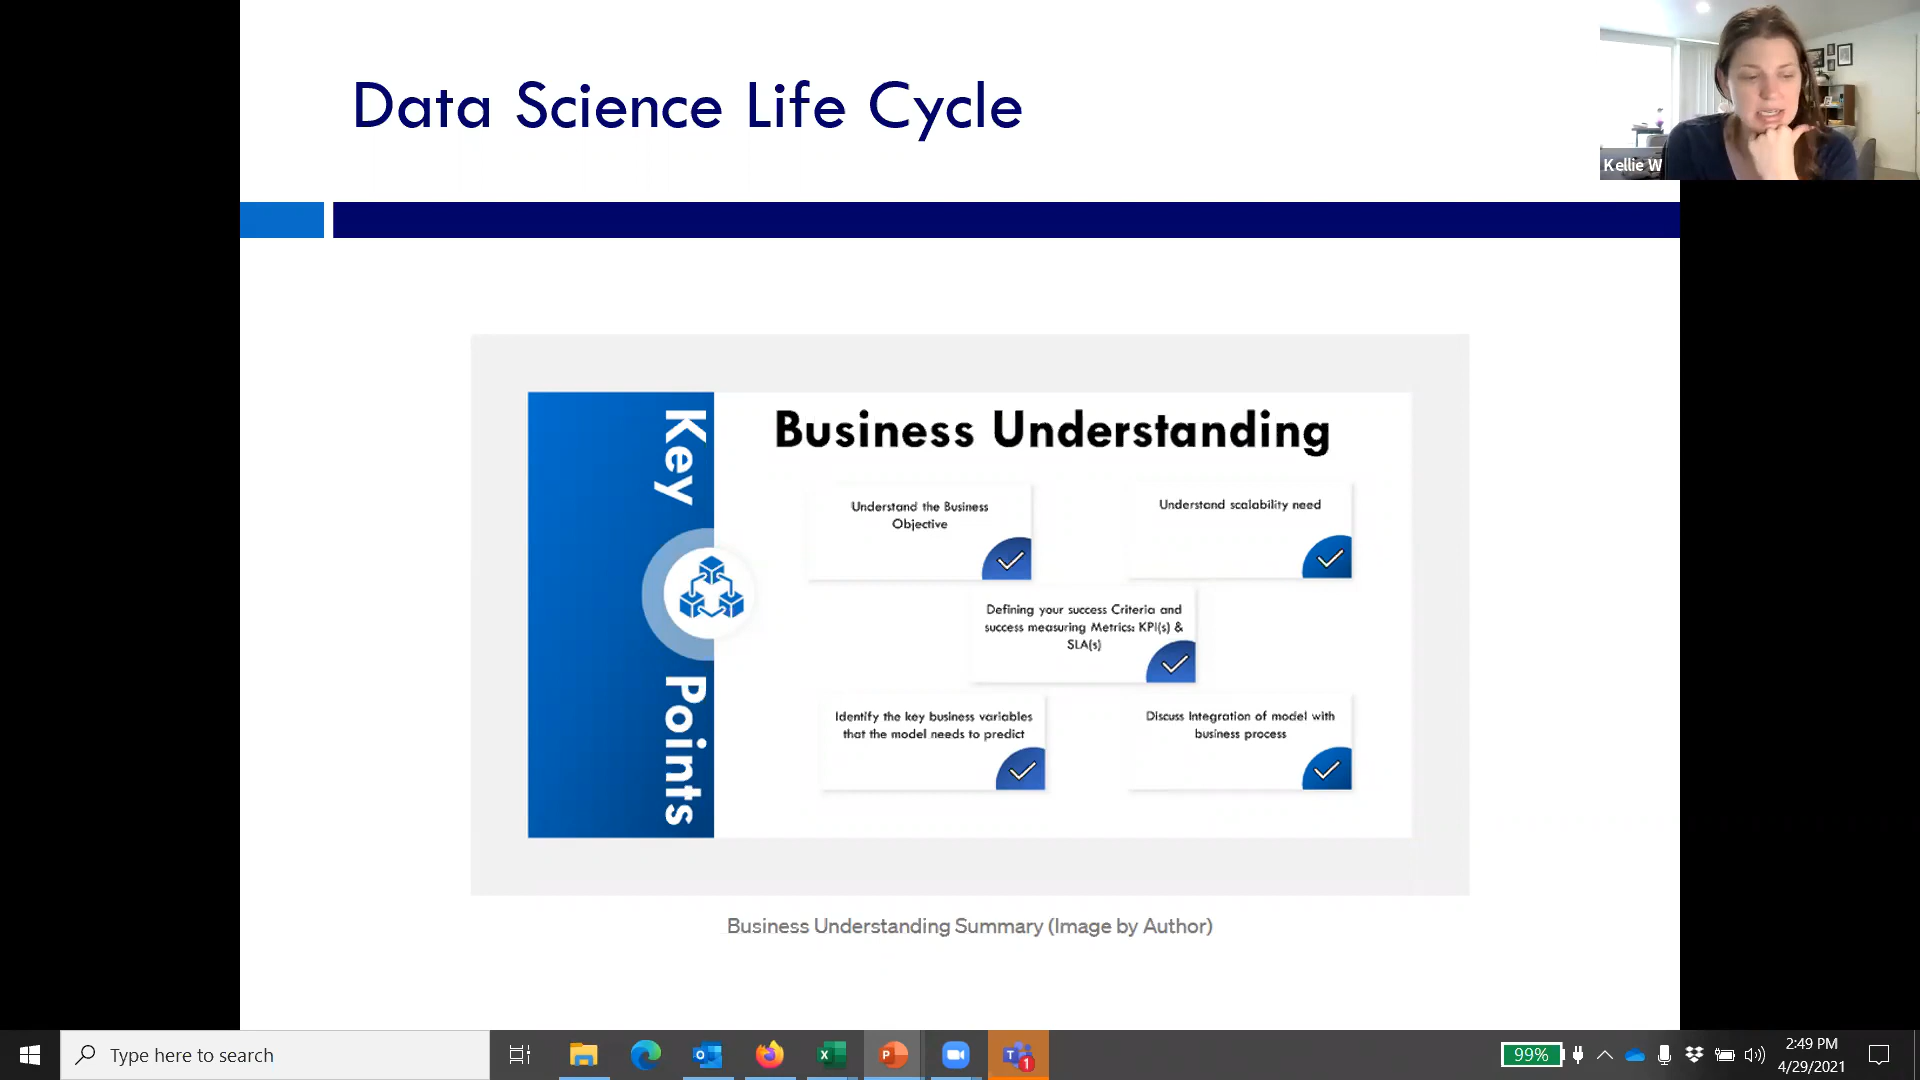 Data Science Life Cycle
Kellie W
Key
Points
Business Understanding
Understand the Business
Objective
Understand scalability need
Defining your success Criteria and
success measuring Metrics: KPI(s) &
SLA(s)
Identify the key business variables
that the model needs to predict
Discuss Integration of model with
business process
Business Understanding Summary (Image by Author)
Type here to search
1
99%
2:49 PM
4/29/2021